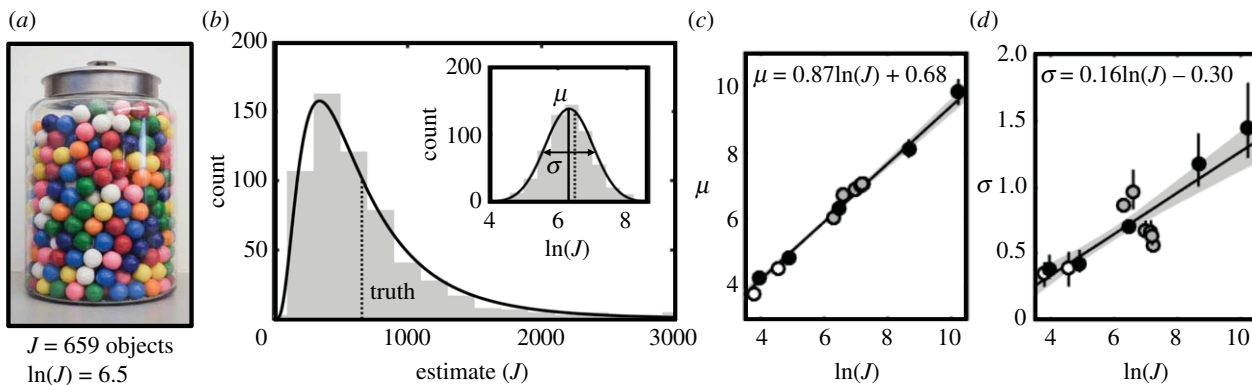 (a)
J = 659 objects
ln(J) = 6.5
(b)
count
200
150
100
50
0
1000
2000
3000
estimate (J)
truth
count
200
100
0
4
6
8
ln(J)
μ
σ
(c)
μ = 0.87ln(J) + 0.68
μ
10
8
6
4
4
6
8
10
ln(J)
(d)
σ = 0.16ln(J) – 0.30
σ
2.0
1.5
1.0
0.5
0
4
6
8
10
ln(J)